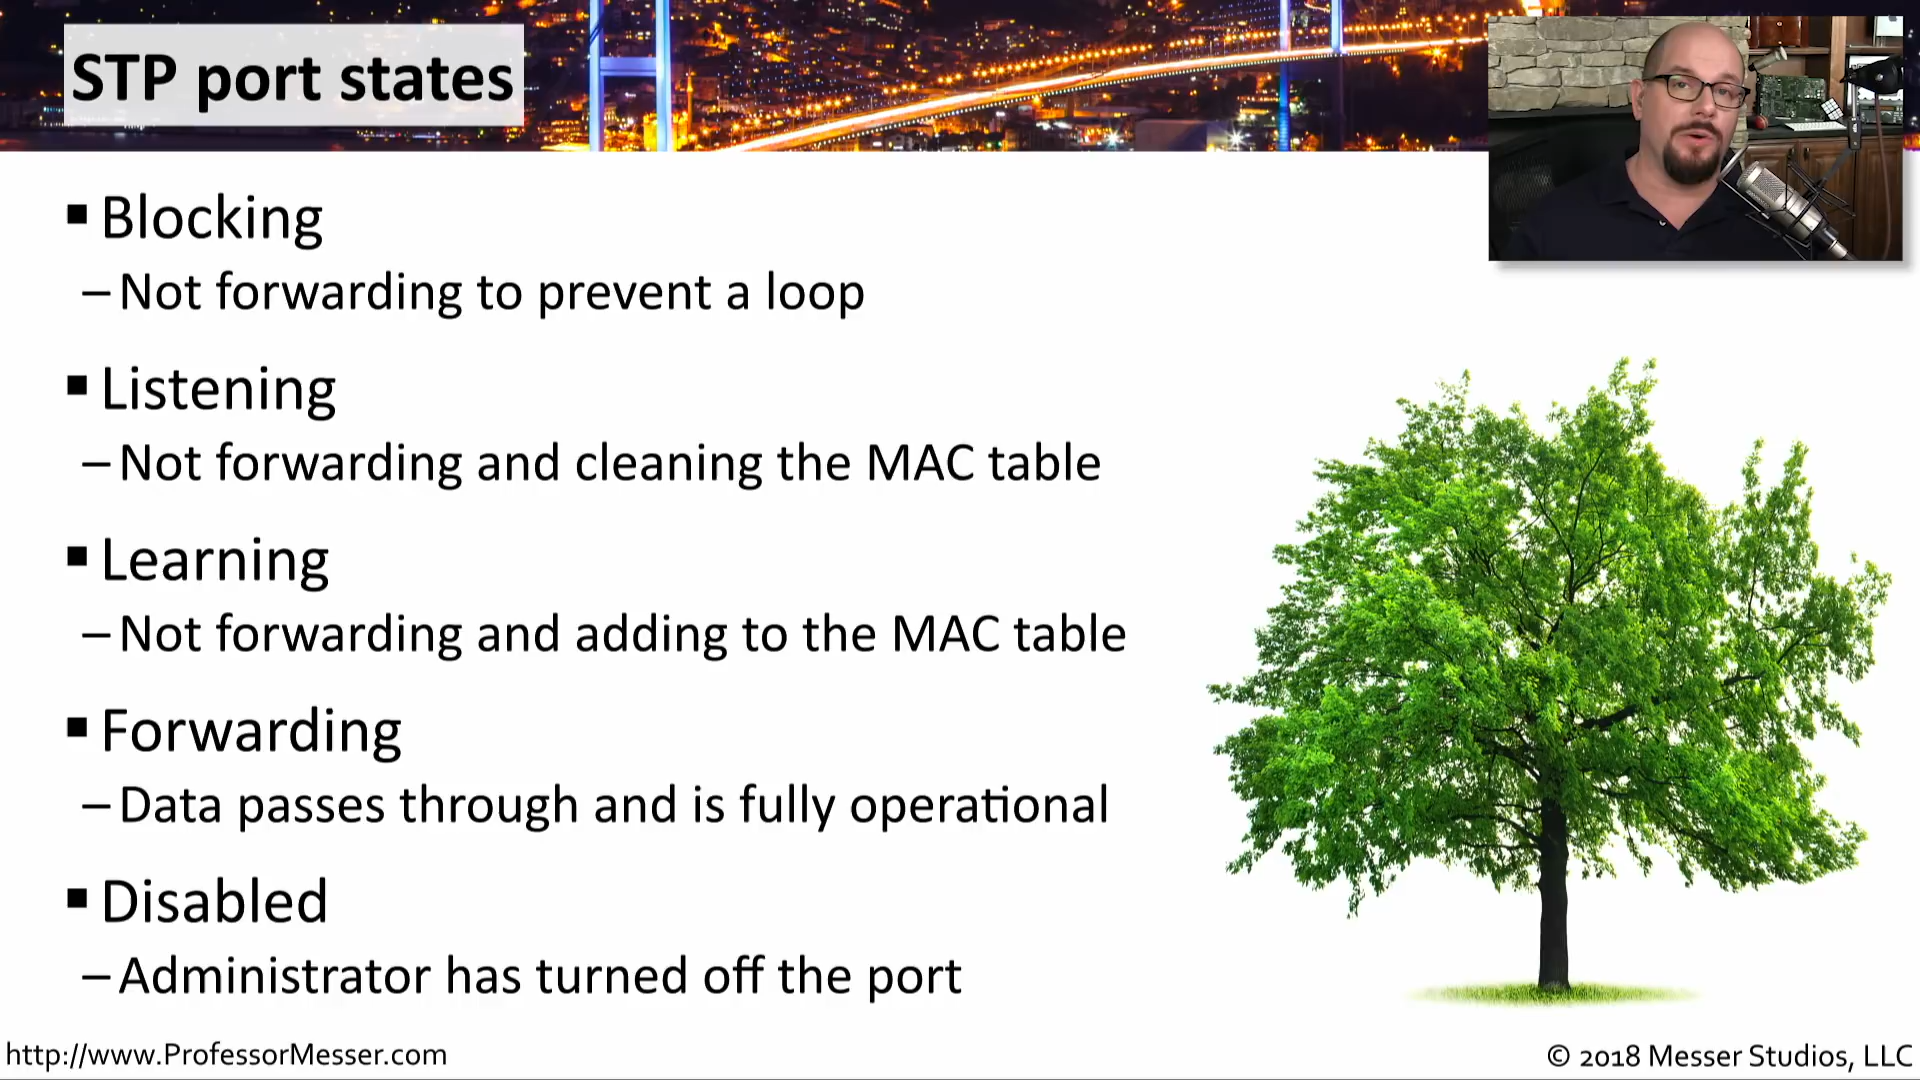 STP port states
▪ Blocking
– Not forwarding to prevent a loop
▪ Listening
– Not forwarding and cleaning the MAC table
▪ Learning
– Not forwarding and adding to the MAC table
▪ Forwarding
– Data passes through and is fully operational
▪ Disabled
– Administrator has turned off the port
http://www.ProfessorMesser.com
© 2018 Messer Studios, LLC